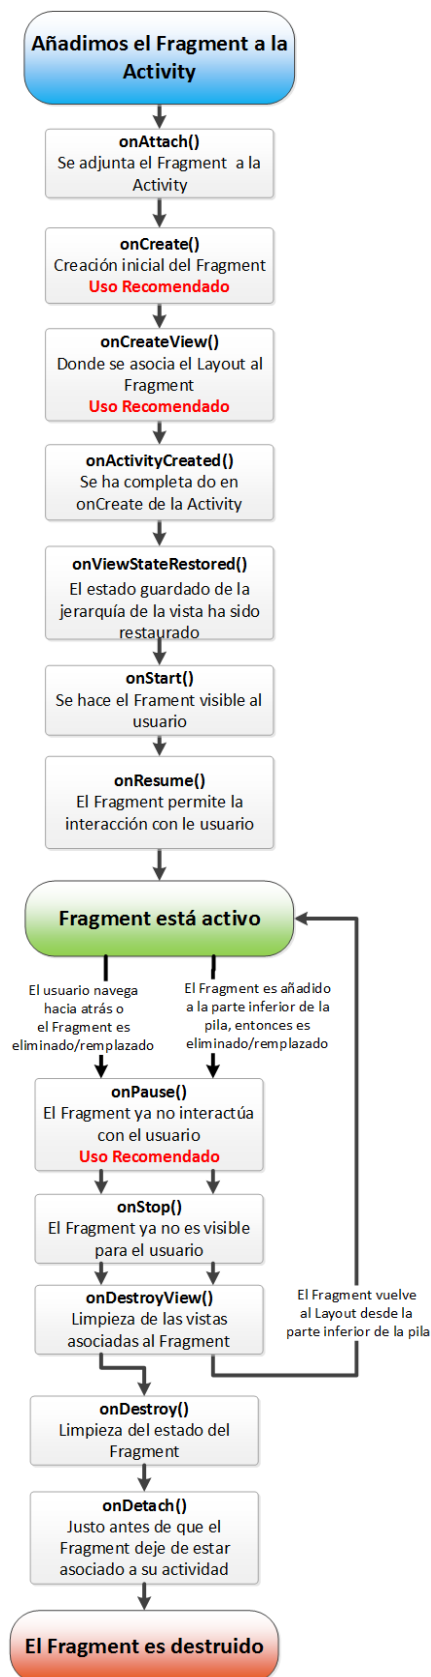 Añadimos el Fragment a la
Activity
onAttach()
Se adjunta el Fragment a la
Activity
onCreate()
Creación inicial del Fragment
Uso Recomendado
onCreateView()
Donde se asocia el Layout al
Fragment
Uso Recomendado
onActivityCreated()
Se ha completa do en
onCreate de la Activity
onViewStateRestored()
El estado guardado de la
jerarquía de la vista ha sido
restaurado
onStart()
Se hace el Frament visible al
usuario
onResume()
El Fragment permite la
interacción con le usuario
Fragment está activo
El usuario navega
hacia atrás o
el Fragment es
eliminado/remplazado
El Fragment es añadido
a la parte inferior de la
pila, entonces es
eliminado/remplazado
onPause()
El Fragment ya no interactúa
con el usuario
Uso Recomendado
onStop()
El Fragment ya no es visible
para el usuario
onDestroyView()
Limpieza de las vistas
asociadas al Fragment
El Fragment vuelve
al Layout desde la
parte inferior de la pila
onDestroy()
Limpieza del estado del
Fragment
onDetach()
Justo antes de que el
Fragment deje de estar
asociado a su actividad
El Fragment es destruido